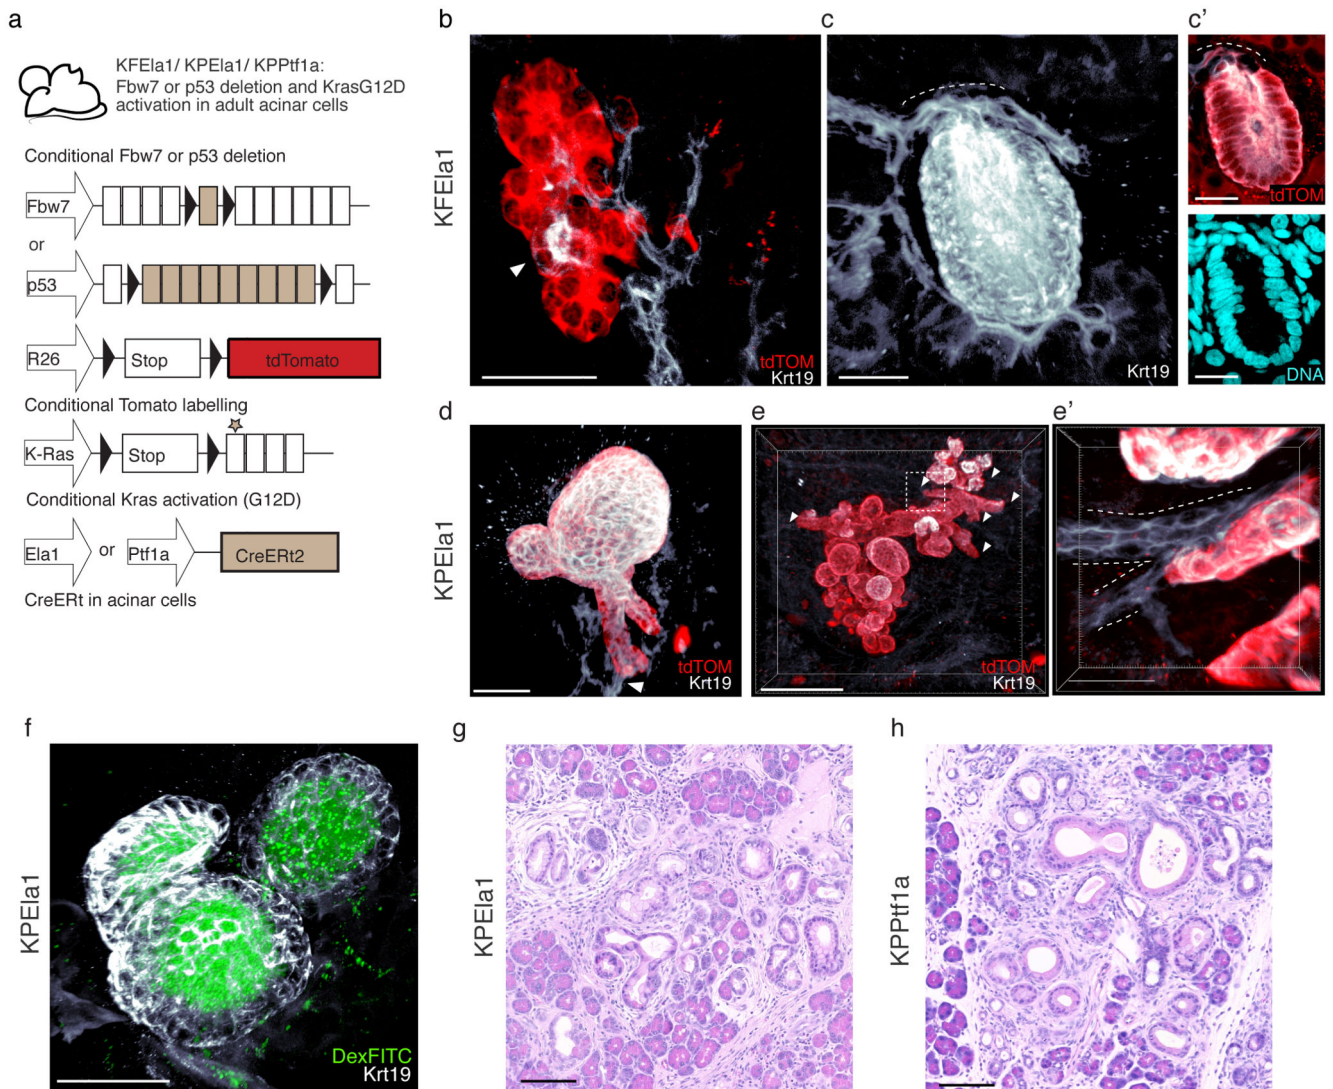 a
KFEla1/ KPEla1/ KPPtf1a:
Fbw7 or p53 deletion and KrasG12D
activation in adult acinar cells
Conditional Fbw7 or p53 deletion
Fbw7
or
p53
R26
Stop
tdTomato
Conditional Tomato labelling
K-Ras
Stop
Conditional Kras activation (G12D)
Ela1
or
Ptf1a
CreERt2
CreERt in acinar cells
b
KFEla1
tdTOM
Krt19
c
Krt19
c'
tdTOM
DNA
d
KPEla1
tdTOM
Krt19
e
tdTOM
Krt19
e'
f
KPEla1
DexFITC
Krt19
g
KPEla1
h
KPPtf1a